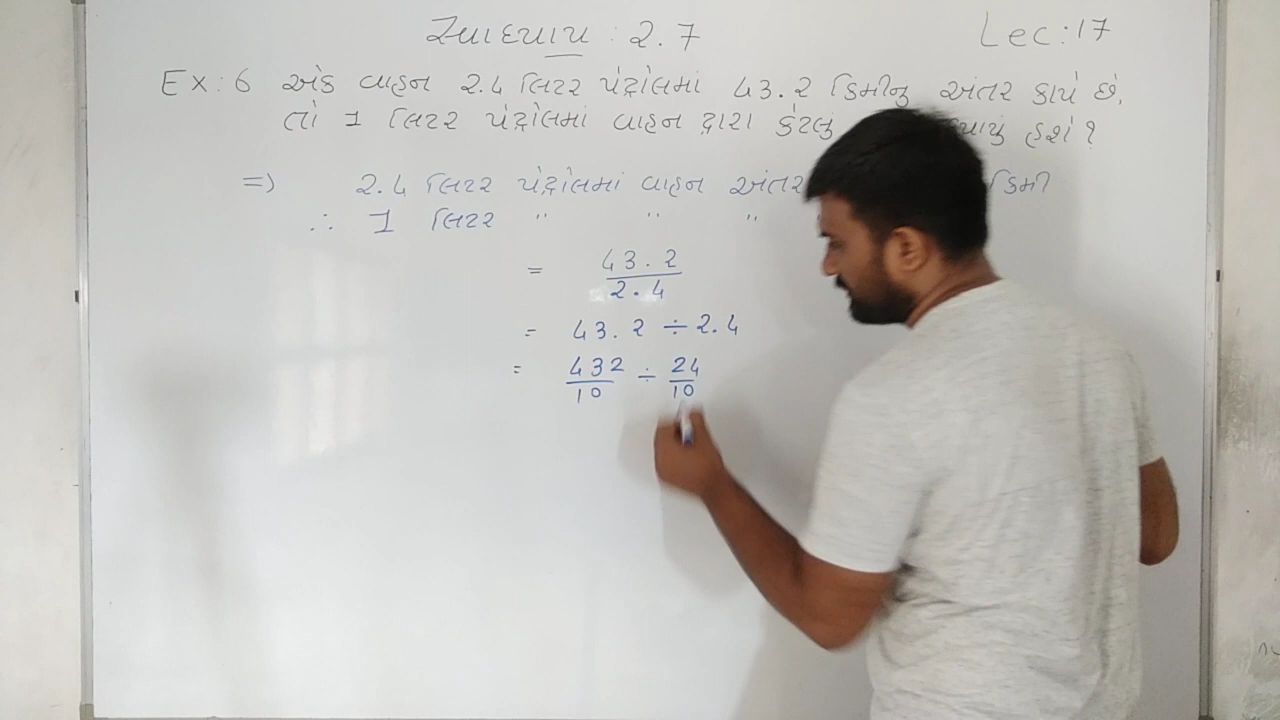 સ્વાધ્યાય : 2.7
Lec:17
Ex: 6 એક વાહન 2.4 લિટર પેટ્રોલમાં 43.2 કિમીનું અંતર કાપે છે,
તો 1 લિટર પેટ્રોલમાં વાહન દ્વારા કેટલું હશે ?
=> 2.4 લિટર પેટ્રોલમાં વાહન અંતર કિમી
∴ 1 લિટર " " "
= 43.2 / 2.4
= 43.2 ÷ 2.4
= 432/10 ÷ 24/10